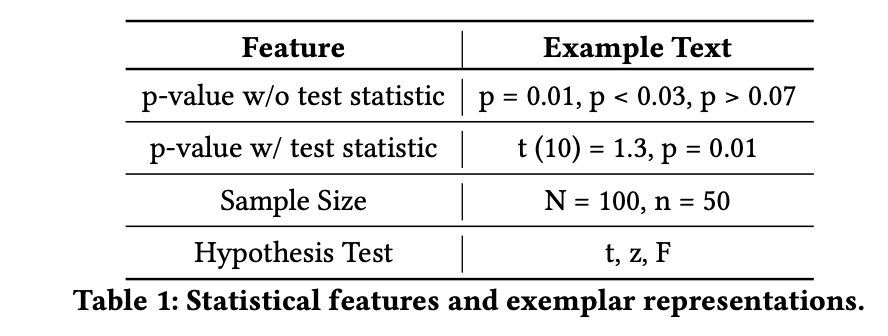 Feature Example Text
p-value w/o test statistic p = 0.01, p < 0.03, p > 0.07
p-value w/ test statistic t (10) = 1.3, p = 0.01
Sample Size N = 100, n = 50
Hypothesis Test t, z, F
Table 1: Statistical features and exemplar representations.